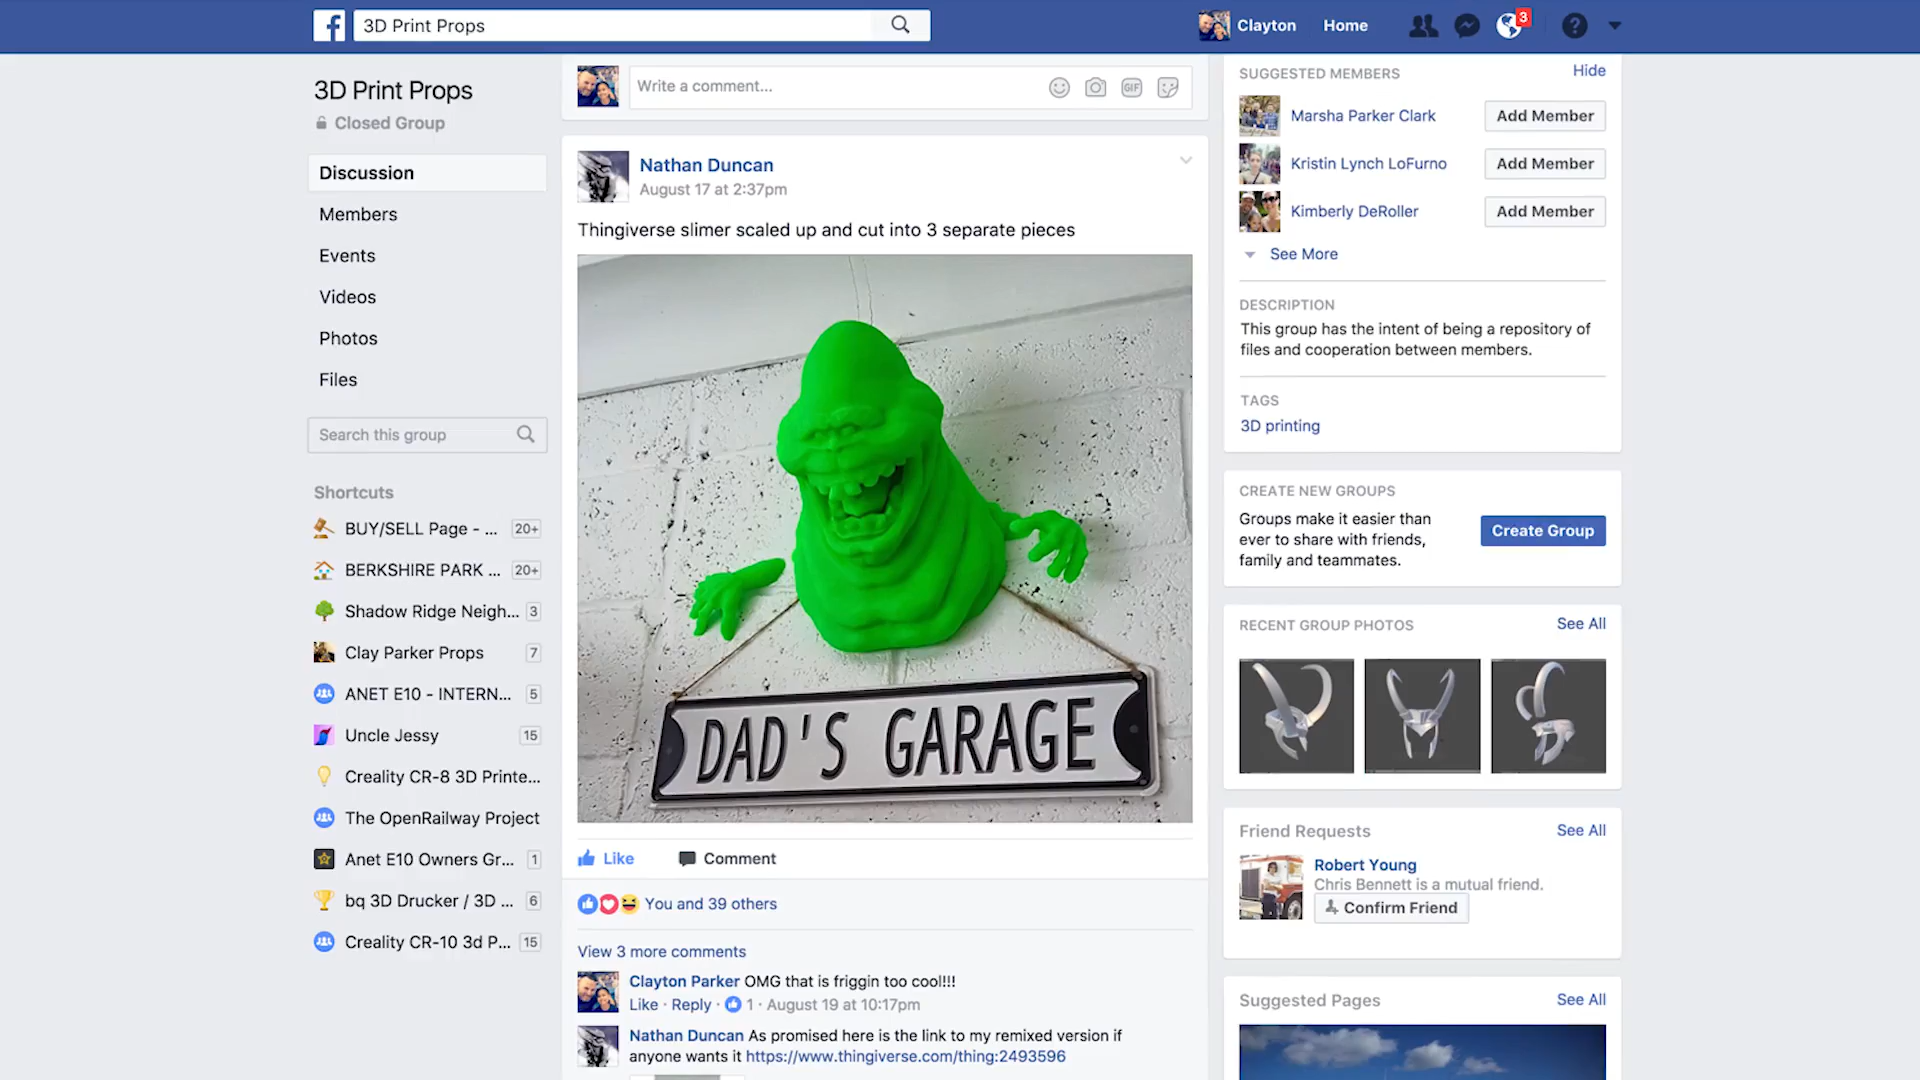 3D Print Props
Clayton
Home
3
3D Print Props
Closed Group
Discussion
Members
Events
Videos
Photos
Files
Search this group
Shortcuts
BUY/SELL Page - ... 20+
BERKSHIRE PARK ... 20+
Shadow Ridge Neigh... 3
Clay Parker Props 7
ANET E10 - INTERN... 5
Uncle Jessy 15
Creality CR-8 3D Printe...
The OpenRailway Project
Anet E10 Owners Gr... 1
bq 3D Drucker / 3D ... 6
Creality CR-10 3d P... 15
Write a comment...
GIF
Nathan Duncan
August 17 at 2:37pm
Thingiverse slimer scaled up and cut into 3 separate pieces
DAD'S GARAGE
Like
Comment
You and 39 others
View 3 more comments
Clayton Parker OMG that is friggin too cool!!!
Like · Reply · 1 · August 19 at 10:17pm
Nathan Duncan As promised here is the link to my remixed version if
anyone wants it https://www.thingiverse.com/thing:2493596
SUGGESTED MEMBERS
Hide
Marsha Parker Clark
Add Member
Kristin Lynch LoFurno
Add Member
Kimberly DeRoller
Add Member
See More
DESCRIPTION
This group has the intent of being a repository of
files and cooperation between members.
TAGS
3D printing
CREATE NEW GROUPS
Groups make it easier than
ever to share with friends,
family and teammates.
Create Group
RECENT GROUP PHOTOS
See All
Friend Requests
See All
Robert Young
Chris Bennett is a mutual friend.
Confirm Friend
Suggested Pages
See All